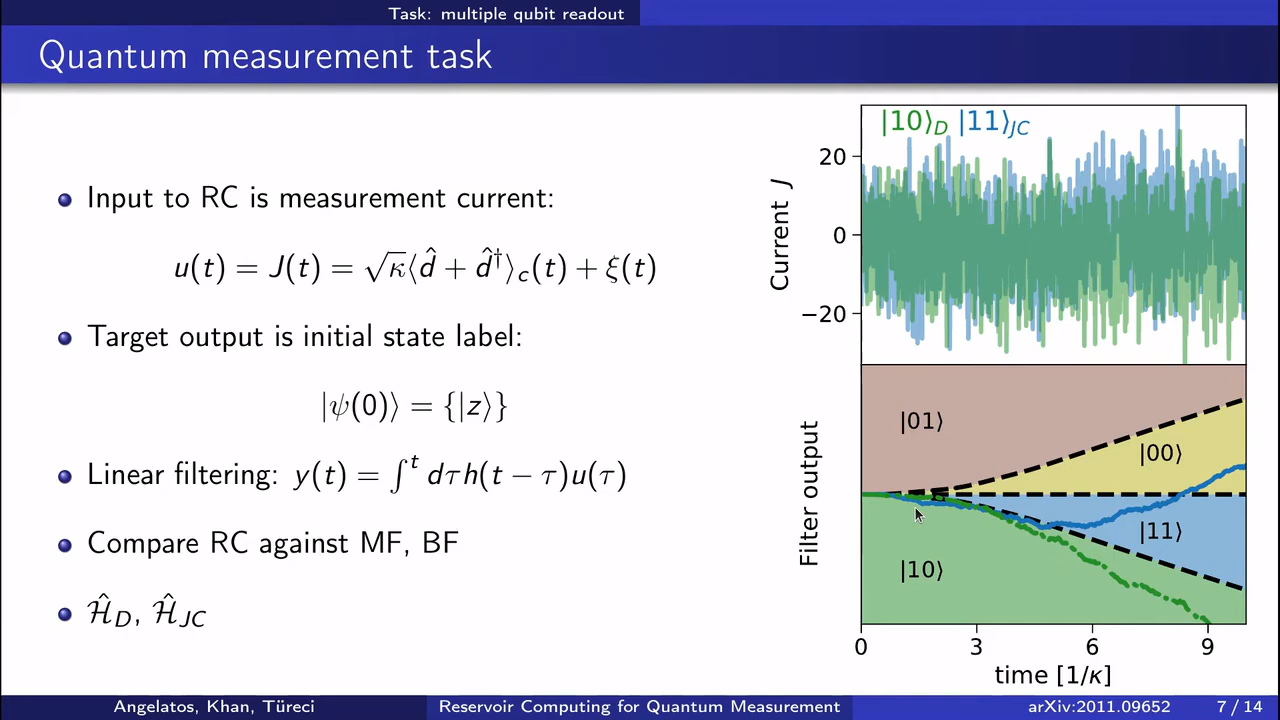 Task: multiple qubit readout
Quantum measurement task
Input to RC is measurement current:
u(t) = J(t) = √κ⟨d̂ + d̂†⟩c(t) + ξ(t)
Target output is initial state label:
|ψ(0)⟩ = {|z⟩}
Linear filtering: y(t) = ∫^t dτh(t − τ)u(τ)
Compare RC against MF, BF
Ĥ_D, Ĥ_JC
|10⟩_D |11⟩_JC
Current J
20
0
−20
Filter output
|01⟩
|00⟩
|11⟩
|10⟩
0 3 6 9
time [1/κ]
Angelatos, Khan, Türeci Reservoir Computing for Quantum Measurement arXiv:2011.09652 7 / 14